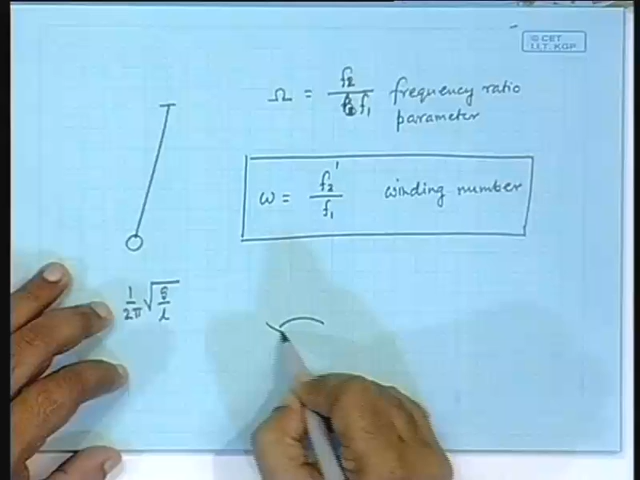 © CET
I.I.T. KGP
Ω = f₂ / f₁ frequency ratio
parameter
ω = f₂' / f₁ winding number
1/2π √(g/l)